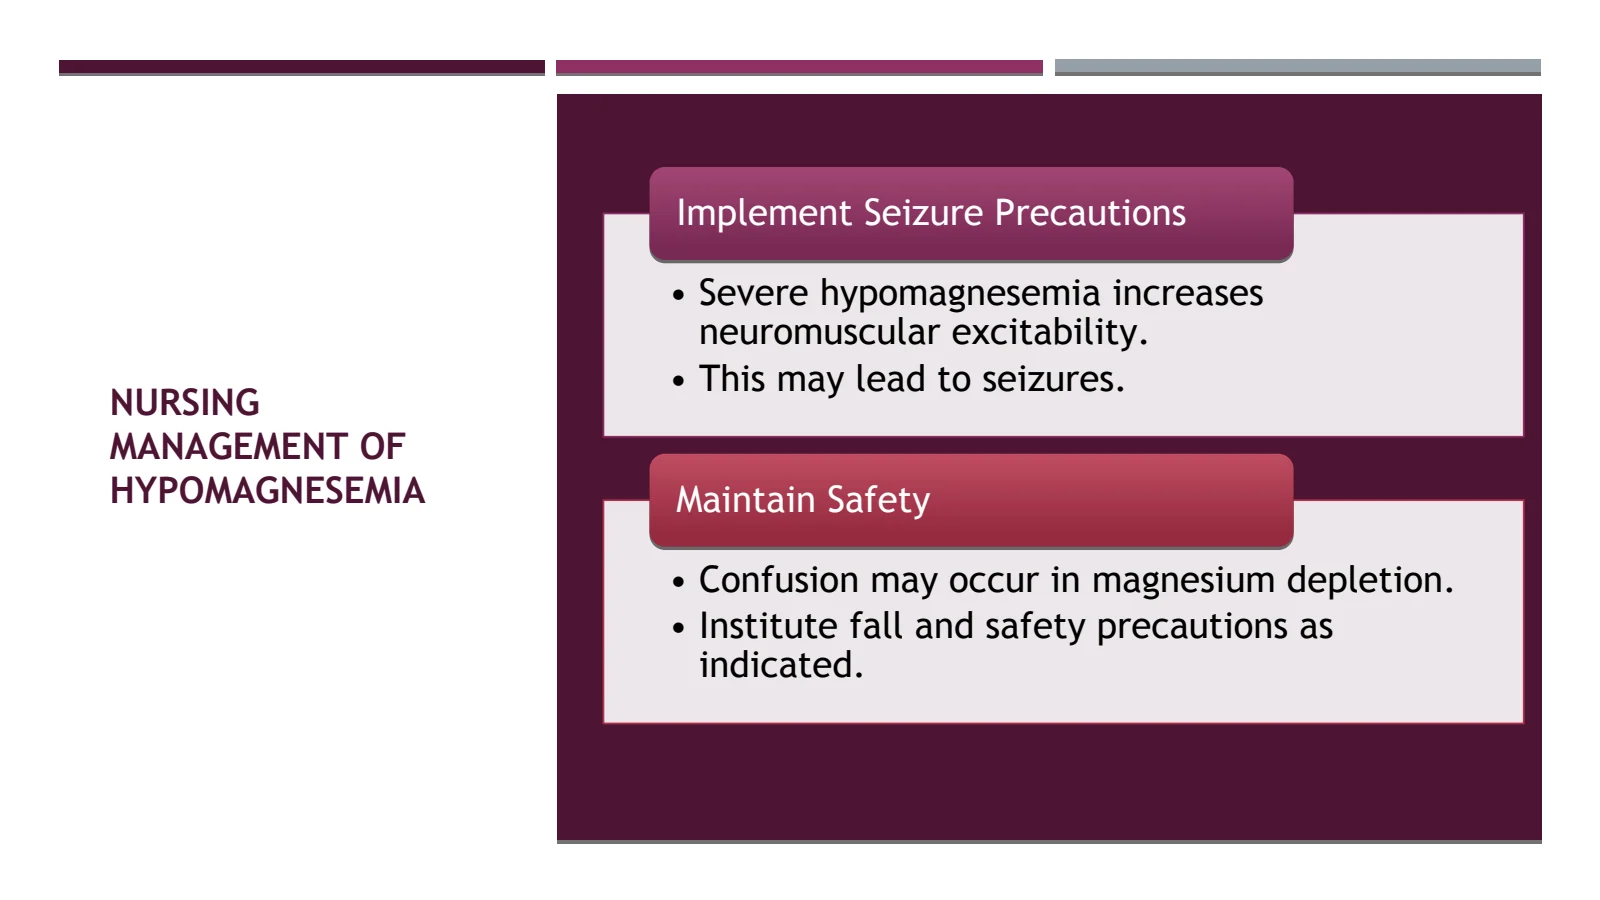 NURSING
MANAGEMENT OF
HYPOMAGNESEMIA
Implement Seizure Precautions
• Severe hypomagnesemia increases
neuromuscular excitability.
• This may lead to seizures.
Maintain Safety
• Confusion may occur in magnesium depletion.
• Institute fall and safety precautions as
indicated.